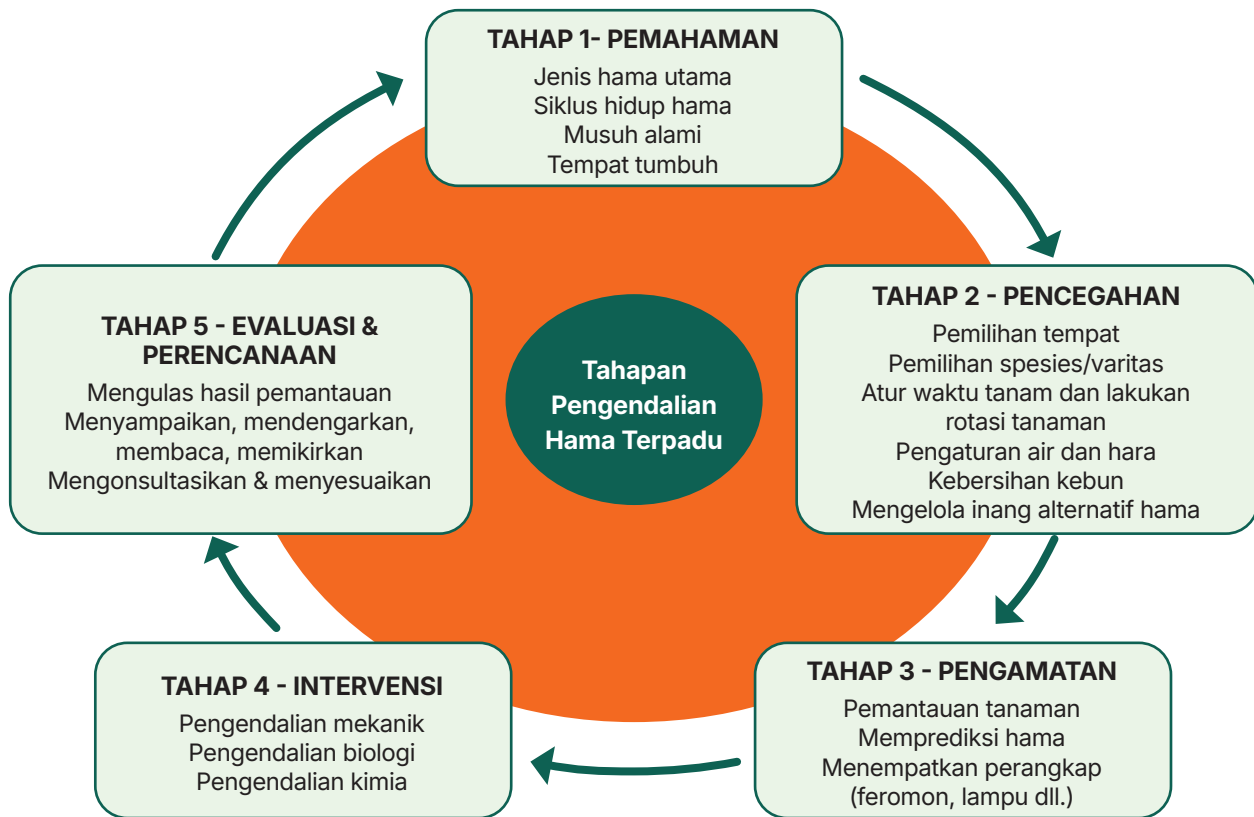 TAHAP 1- PEMAHAMAN
Jenis hama utama
Siklus hidup hama
Musuh alami
Tempat tumbuh
TAHAP 2 - PENCEGAHAN
Pemilihan tempat
Pemilihan spesies/varitas
Atur waktu tanam dan lakukan
rotasi tanaman
Pengaturan air dan hara
Kebersihan kebun
Mengelola inang alternatif hama
TAHAP 3 - PENGAMATAN
Pemantauan tanaman
Memprediksi hama
Menempatkan perangkap
(feromon, lampu dll.)
TAHAP 4 - INTERVENSI
Pengendalian mekanik
Pengendalian biologi
Pengendalian kimia
TAHAP 5 - EVALUASI &
PERENCANAAN
Mengulas hasil pemantauan
Menyampaikan, mendengarkan,
membaca, memikirkan
Mengonsultasikan & menyesuaikan
Tahapan
Pengendalian
Hama Terpadu